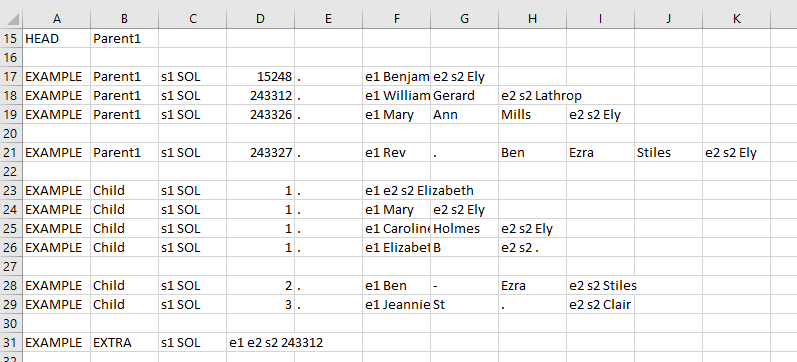 A B C D E F G H I J K
15 HEAD Parent1
16
17 EXAMPLE Parent1 s1 SOL 15248 . e1 Benjam e2 s2 Ely
18 EXAMPLE Parent1 s1 SOL 243312 . e1 William Gerard e2 s2 Lathrop
19 EXAMPLE Parent1 s1 SOL 243326 . e1 Mary Ann Mills e2 s2 Ely
20
21 EXAMPLE Parent1 s1 SOL 243327 . e1 Rev . Ben Ezra Stiles e2 s2 Ely
22
23 EXAMPLE Child s1 SOL 1 . e1 e2 s2 Elizabeth
24 EXAMPLE Child s1 SOL 1 . e1 Mary e2 s2 Ely
25 EXAMPLE Child s1 SOL 1 . e1 Caroline Holmes e2 s2 Ely
26 EXAMPLE Child s1 SOL 1 . e1 Elizabet B e2 s2 .
27
28 EXAMPLE Child s1 SOL 2 . e1 Ben - Ezra e2 s2 Stiles
29 EXAMPLE Child s1 SOL 3 . e1 Jeannie St . e2 s2 Clair
30
31 EXAMPLE EXTRA s1 SOL e1 e2 s2 243312